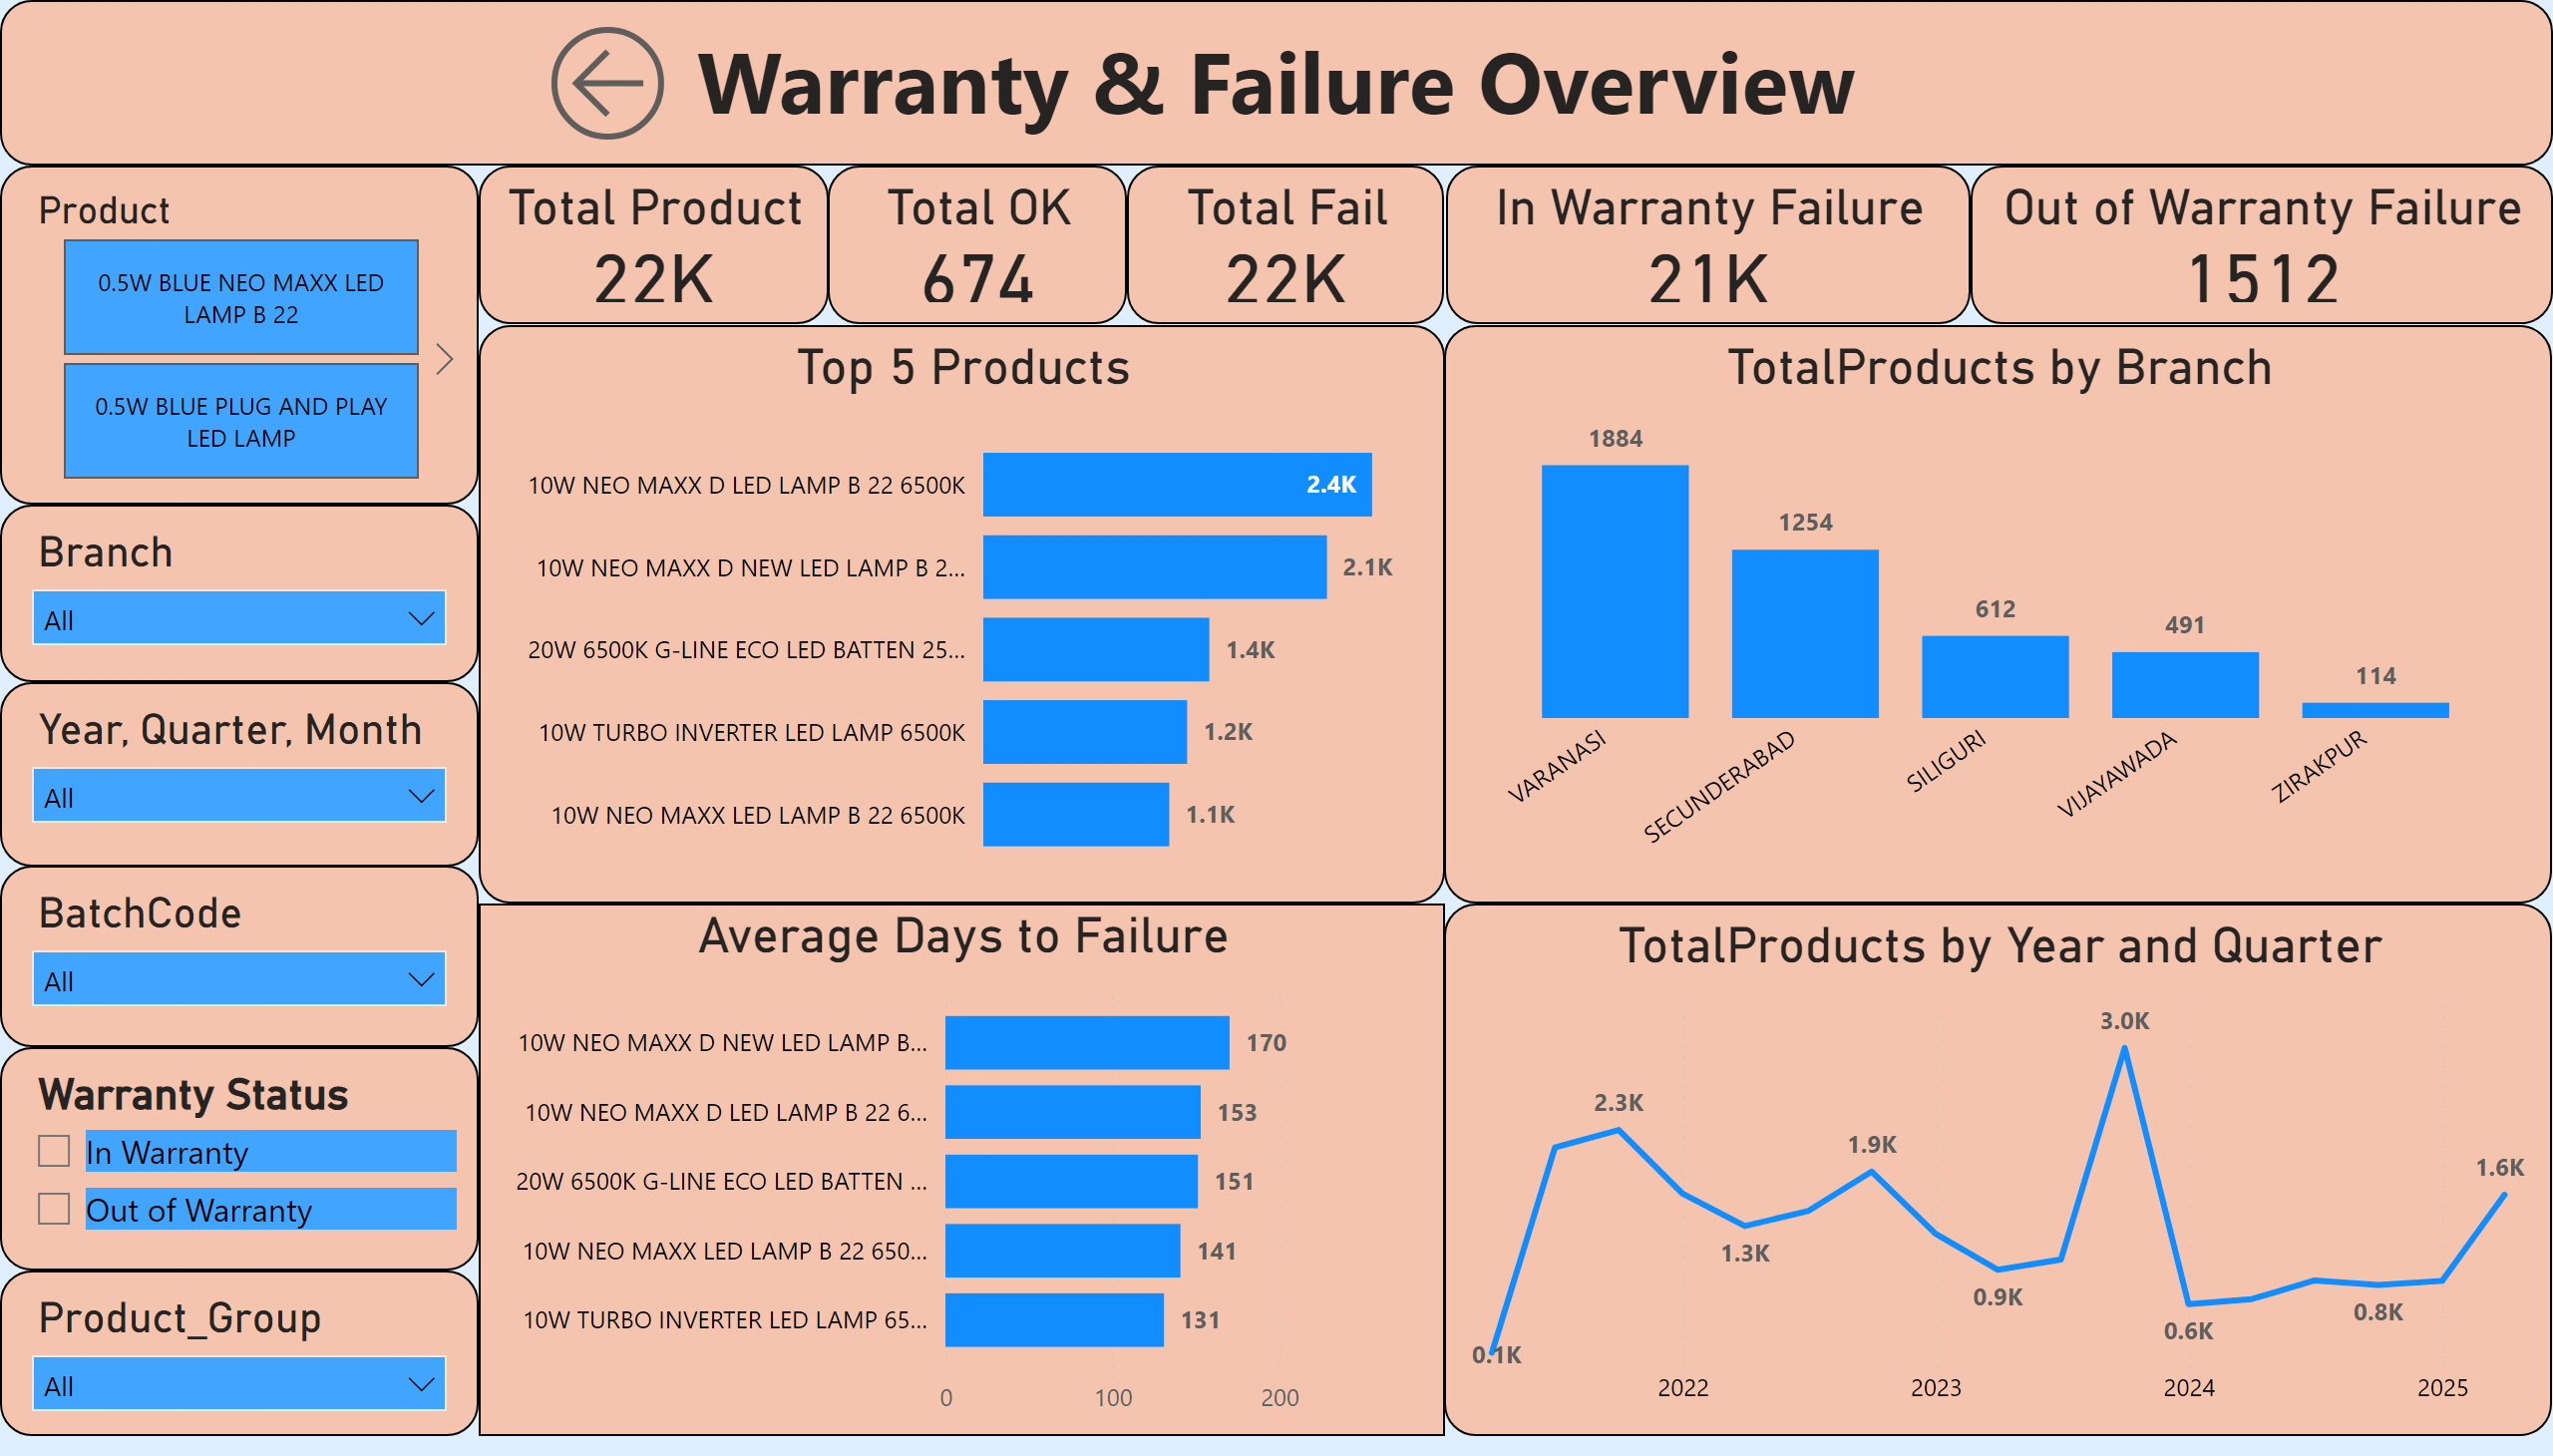 Warranty & Failure Overview
Product
0.5W BLUE NEO MAXX LED
LAMP B 22
0.5W BLUE PLUG AND PLAY
LED LAMP
Branch
All
Year, Quarter, Month
All
BatchCode
All
Warranty Status
In Warranty
Out of Warranty
Product_Group
All
Total Product
22K
Total OK
674
Total Fail
22K
In Warranty Failure
21K
Out of Warranty Failure
1512
Top 5 Products
10W NEO MAXX D LED LAMP B 22 6500K
2.4K
10W NEO MAXX D NEW LED LAMP B 2...
2.1K
20W 6500K G-LINE ECO LED BATTEN 25...
1.4K
10W TURBO INVERTER LED LAMP 6500K
1.2K
10W NEO MAXX LED LAMP B 22 6500K
1.1K
TotalProducts by Branch
1884
1254
612
491
114
VARANASI
SECUNDERABAD
SILIGURI
VIJAYAWADA
ZIRAKPUR
Average Days to Failure
10W NEO MAXX D NEW LED LAMP B...
170
10W NEO MAXX D LED LAMP B 22 6...
153
20W 6500K G-LINE ECO LED BATTEN ...
151
10W NEO MAXX LED LAMP B 22 650...
141
10W TURBO INVERTER LED LAMP 65...
131
0
100
200
TotalProducts by Year and Quarter
0.1K
2.3K
1.3K
1.9K
0.9K
3.0K
0.6K
0.8K
1.6K
2022
2023
2024
2025